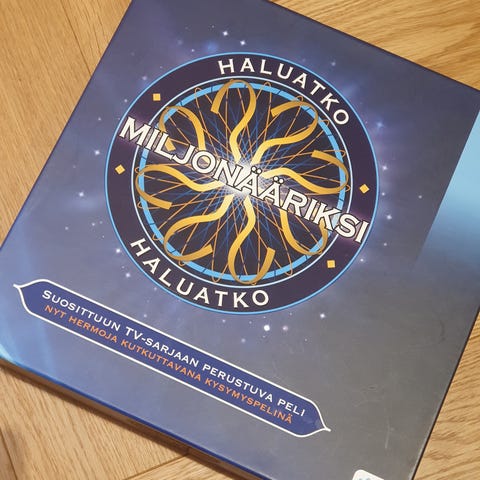 HALUATKO
MILJONÄÄRIKSI
HALUATKO
SUOSITTUUN TV-SARJAAN PERUSTUVA PELI
NYT HERMOJA KUTKUTTAVANA KYSYMYSPELINÄ